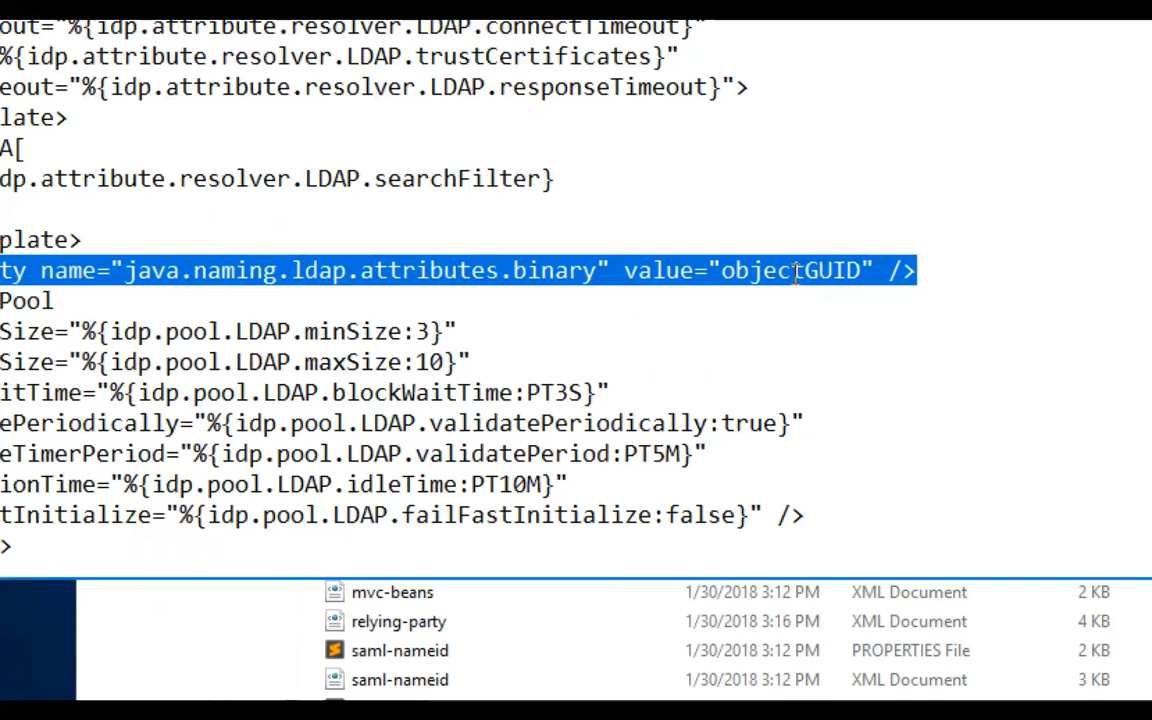 out="%{idp.attribute.resolver.LDAP.connectTimeout}"
%{idp.attribute.resolver.LDAP.trustCertificates}"
eout="%{idp.attribute.resolver.LDAP.responseTimeout}">
late>
A[
dp.attribute.resolver.LDAP.searchFilter}
plate>
ty name="java.naming.ldap.attributes.binary" value="objectGUID" />
Pool
Size="%{idp.pool.LDAP.minSize:3}"
Size="%{idp.pool.LDAP.maxSize:10}"
itTime="%{idp.pool.LDAP.blockWaitTime:PT3S}"
ePeriodically="%{idp.pool.LDAP.validatePeriodically:true}"
eTimerPeriod="%{idp.pool.LDAP.validatePeriod:PT5M}"
ionTime="%{idp.pool.LDAP.idleTime:PT10M}"
tInitialize="%{idp.pool.LDAP.failFastInitialize:false}" />
>
mvc-beans 1/30/2018 3:12 PM XML Document 2 KB
relying-party 1/30/2018 3:16 PM XML Document 4 KB
saml-nameid 1/30/2018 3:12 PM PROPERTIES File 2 KB
saml-nameid 1/30/2018 3:12 PM XML Document 3 KB